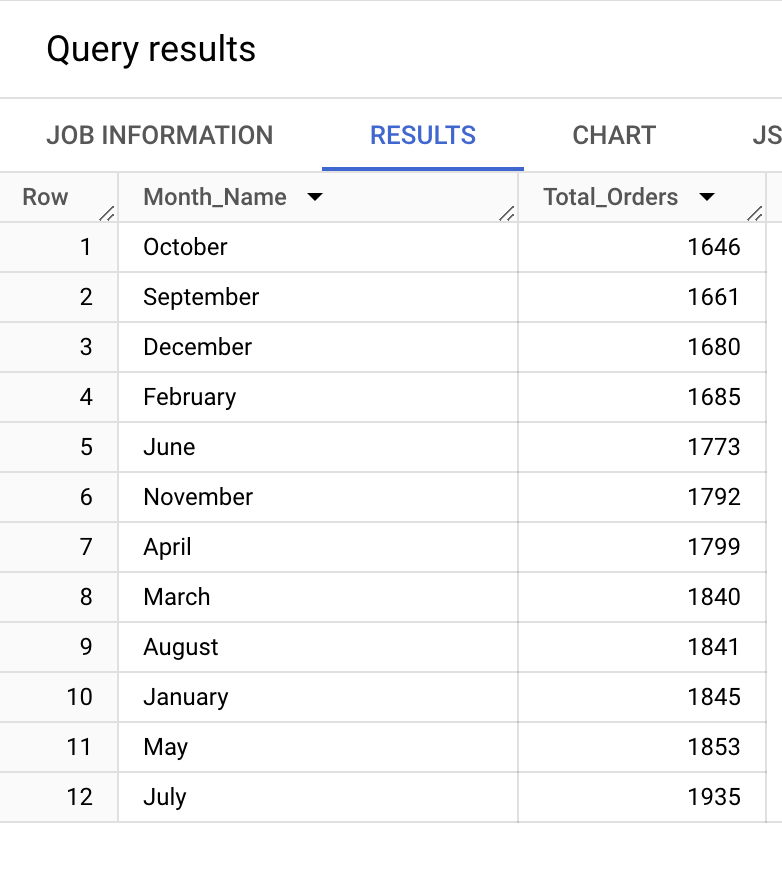 Query results
JOB INFORMATION RESULTS CHART JS
Row Month_Name Total_Orders
1 October 1646
2 September 1661
3 December 1680
4 February 1685
5 June 1773
6 November 1792
7 April 1799
8 March 1840
9 August 1841
10 January 1845
11 May 1853
12 July 1935